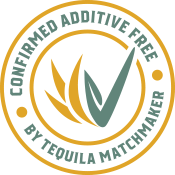 CONFIRMED ADDITIVE FREE
BY TEQUILA MATCHMAKER